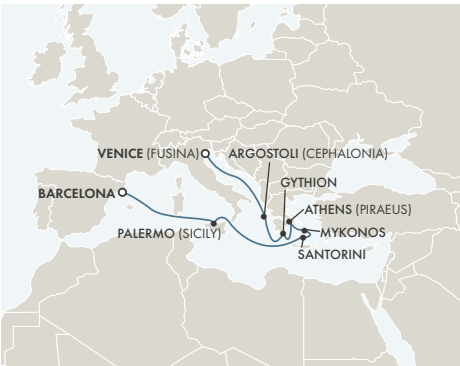 VENICE (FUSINA)
ARGOSTOLI (CEPHALONIA)
GYTHION
BARCELONA
ATHENS (PIRAEUS)
PALERMO (SICILY)
MYKONOS
SANTORINI